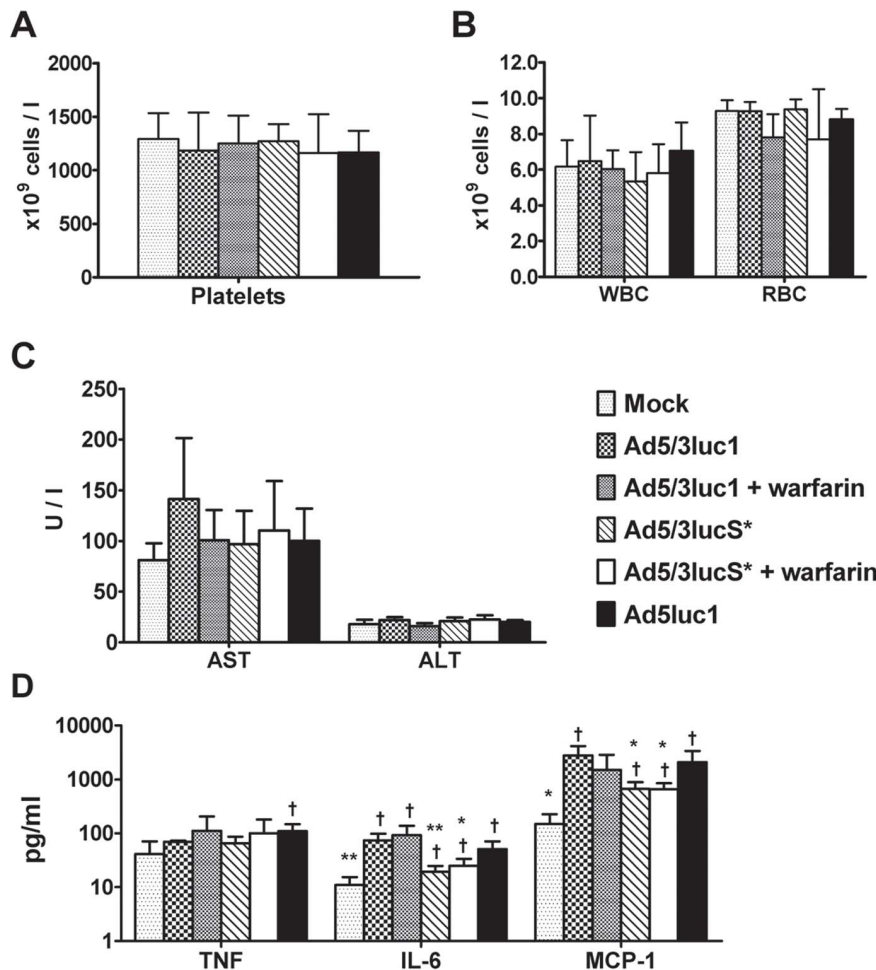 A
x10⁹ cells / l
2000
1500
1000
500
0
Platelets
B
x10⁹ cells / l
12.0
10.0
8.0
6.0
4.0
2.0
0.0
WBC RBC
C
U / l
250
200
150
100
50
0
AST ALT
Mock
Ad5/3luc1
Ad5/3luc1 + warfarin
Ad5/3lucS*
Ad5/3lucS* + warfarin
Ad5luc1
D
pg/ml
10000
1000
100
10
1
†
** † † ** † * † †
* † * † * † †
TNF IL-6 MCP-1